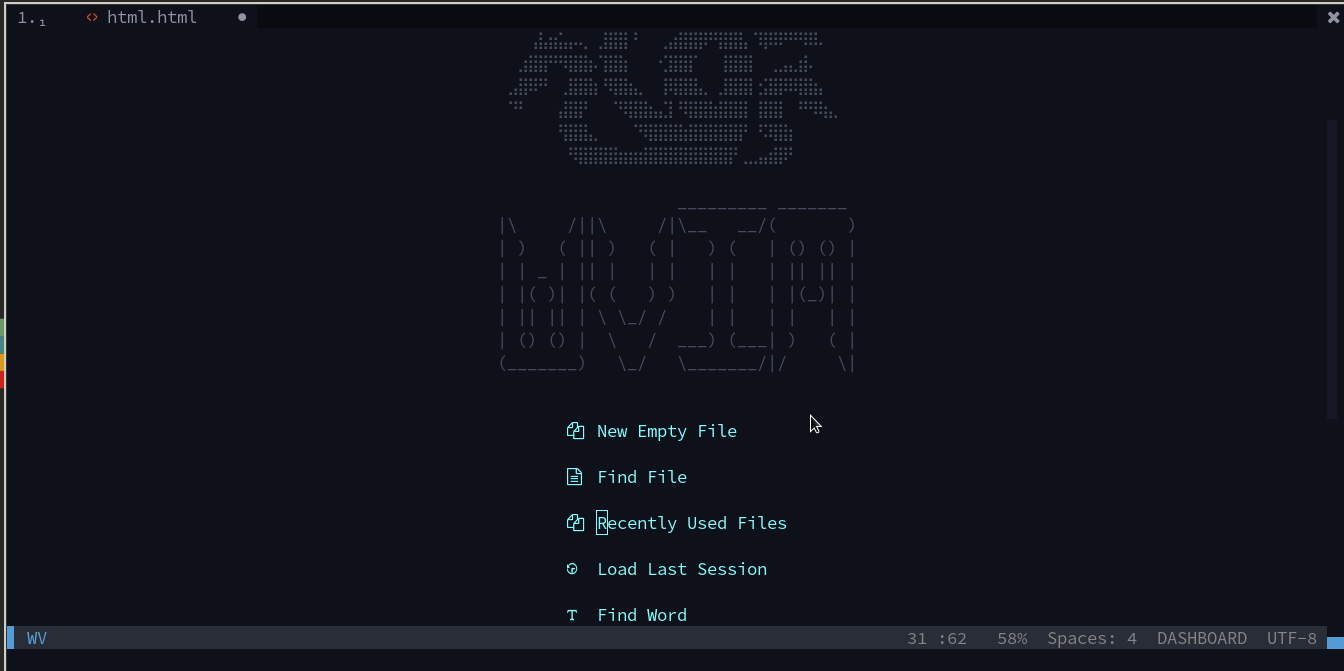 1.₁ <> html.html ●
New Empty File
Find File
Recently Used Files
Load Last Session
Find Word
WV 31 :62 58% Spaces: 4 DASHBOARD UTF-8